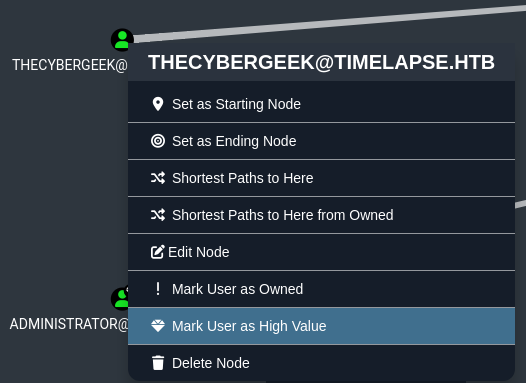 THECYBERGEEK@
THECYBERGEEK@TIMELAPSE.HTB
Set as Starting Node
Set as Ending Node
Shortest Paths to Here
Shortest Paths to Here from Owned
Edit Node
Mark User as Owned
ADMINISTRATOR@
Mark User as High Value
Delete Node